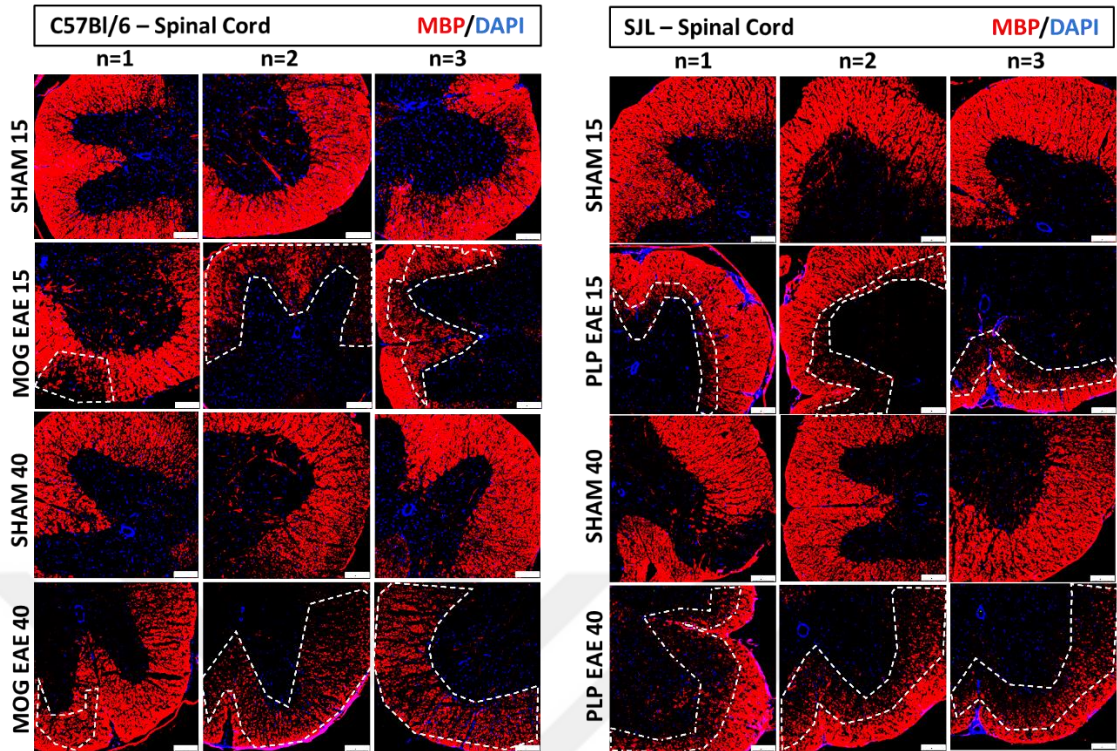 C57Bl/6 – Spinal Cord MBP/DAPI
n=1 n=2 n=3
SHAM 15
MOG EAE 15
SHAM 40
MOG EAE 40
SJL – Spinal Cord MBP/DAPI
n=1 n=2 n=3
SHAM 15
PLP EAE 15
SHAM 40
PLP EAE 40